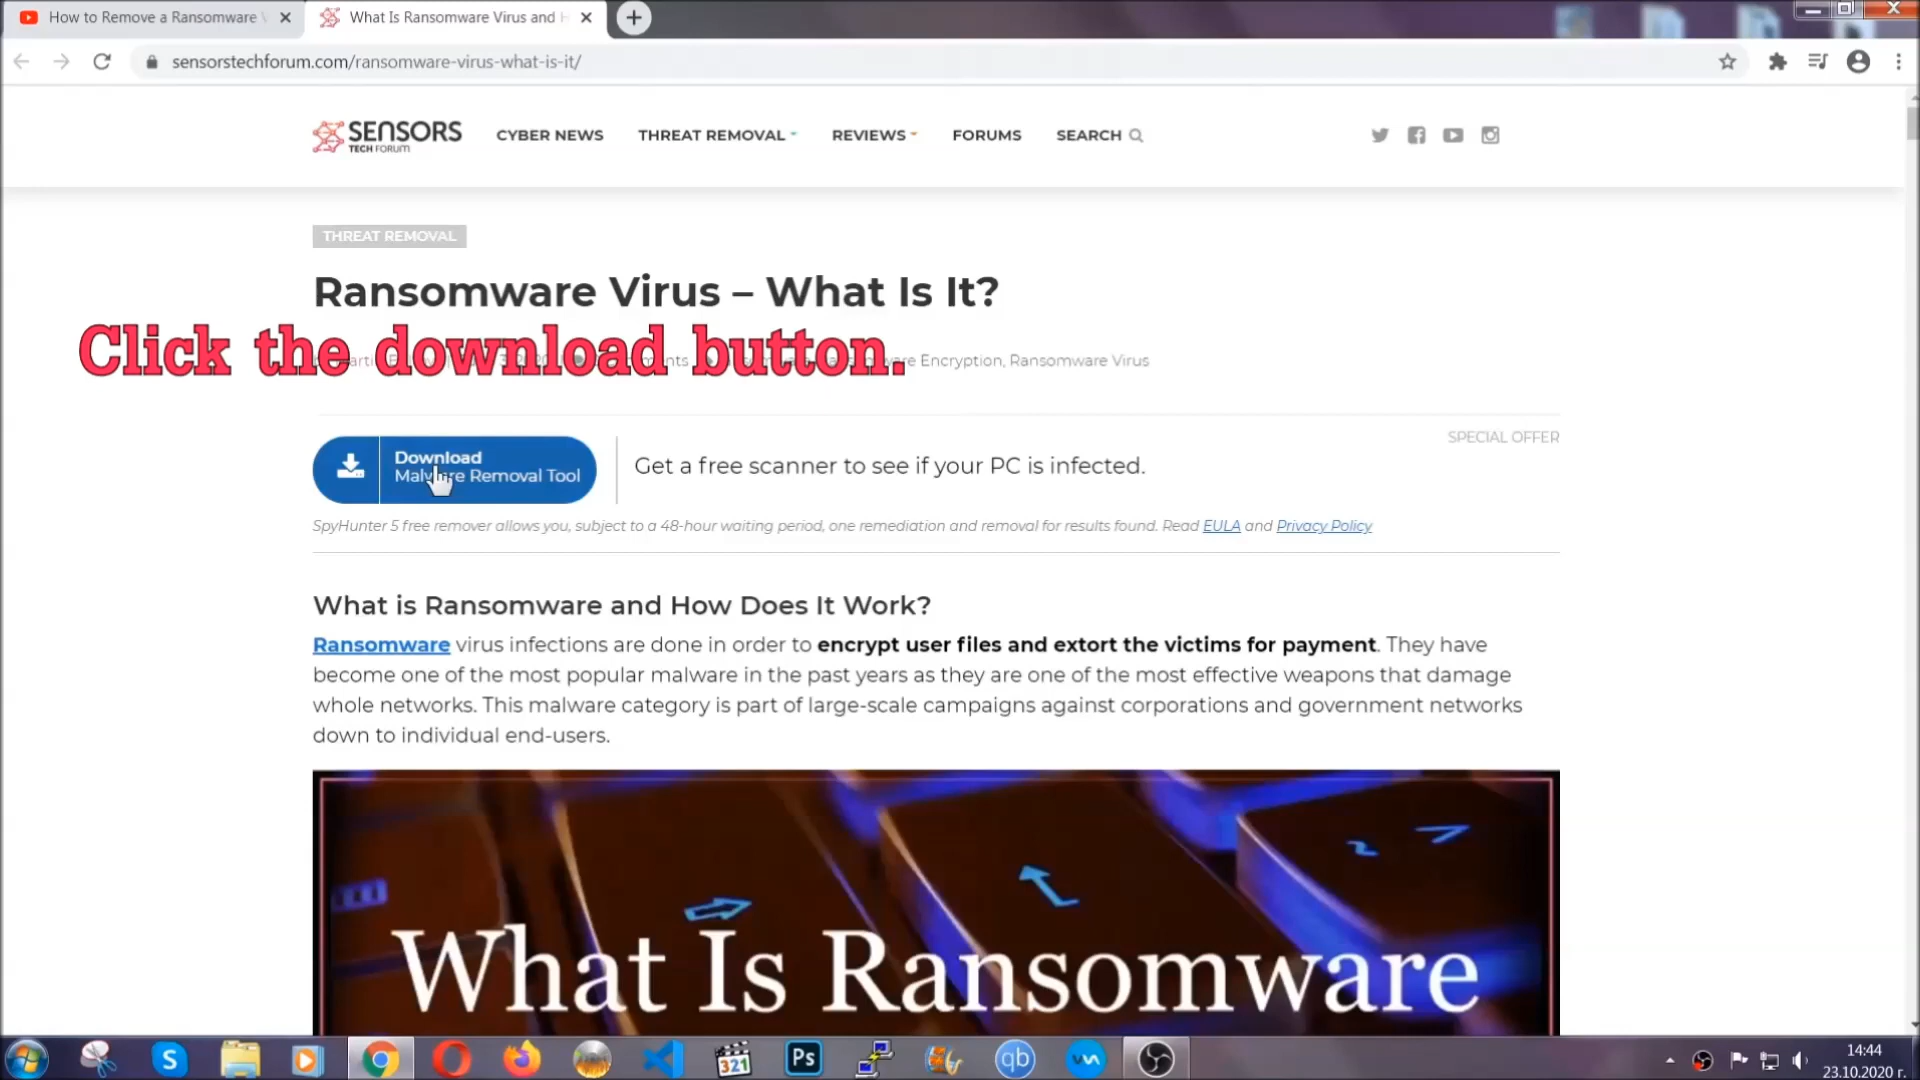 How to Remove a Ransomware V
What Is Ransomware Virus and H
sensorstechforum.com/ransomware-virus-what-is-it/
SENSORS
TECH FORUM
CYBER NEWS
THREAT REMOVAL
REVIEWS
FORUMS
SEARCH
THREAT REMOVAL
Ransomware Virus – What Is It?
Click the download button.
Encryption, Ransomware Virus
SPECIAL OFFER
Download
Malware Removal Tool
Get a free scanner to see if your PC is infected.
SpyHunter 5 free remover allows you, subject to a 48-hour waiting period, one remediation and removal for results found. Read EULA and Privacy Policy
What is Ransomware and How Does It Work?
Ransomware virus infections are done in order to encrypt user files and extort the victims for payment. They have
become one of the most popular malware in the past years as they are one of the most effective weapons that damage
whole networks. This malware category is part of large-scale campaigns against corporations and government networks
down to individual end-users.
What Is Ransomware
S
321
Ps
qb
14:44
23.10.2020 г.